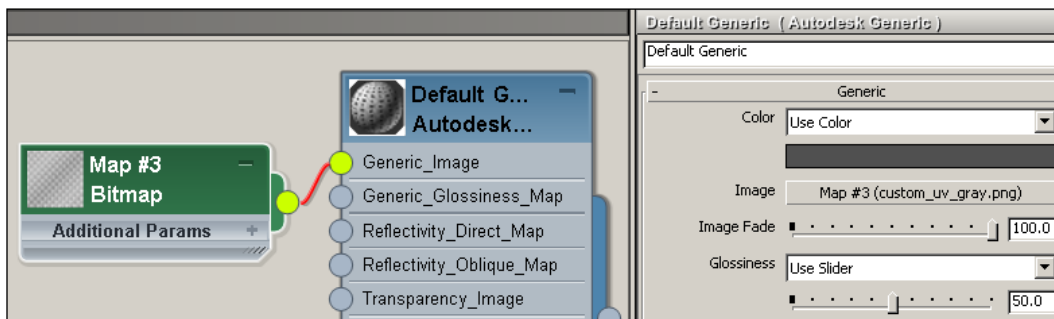 Default Generic ( Autodesk Generic )
Default Generic
- Generic
Color Use Color
Image Map #3 (custom_uv_gray.png)
Image Fade 100.0
Glossiness Use Slider
50.0
Default G...
Autodesk...
Generic_Image
Generic_Glossiness_Map
Reflectivity_Direct_Map
Reflectivity_Oblique_Map
Transparency_Image
Map #3
Bitmap
Additional Params +